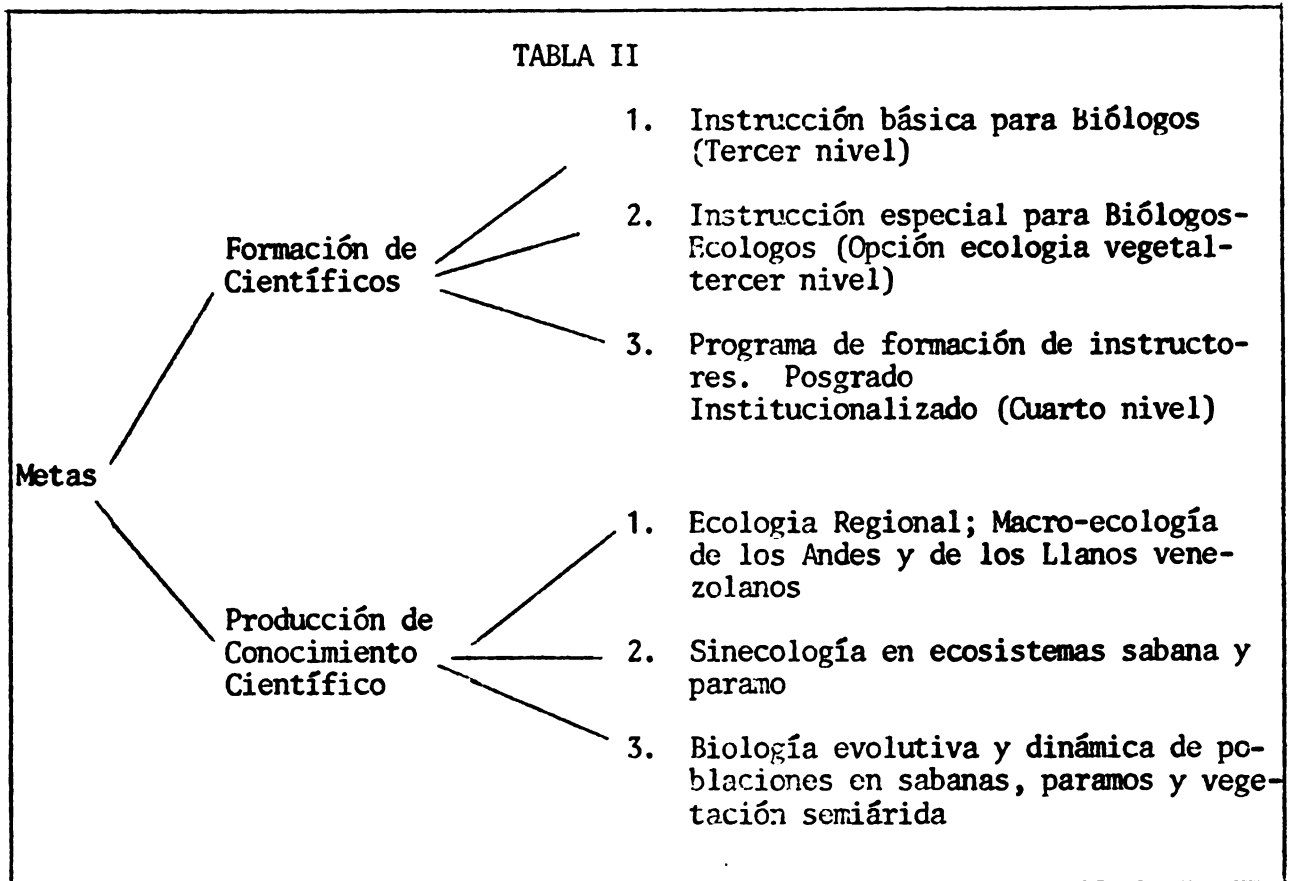 TABLA II
1. Instrucción básica para Biólogos
(Tercer nivel)
2. Instrucción especial para Biólogos-
Ecologos (Opción ecologia vegetal-
tercer nivel)
Formación de
Científicos
3. Programa de formación de instructo-
res. Posgrado
Institucionalizado (Cuarto nivel)
Metas
1. Ecologia Regional; Macro-ecología
de los Andes y de los Llanos vene-
zolanos
Producción de
Conocimiento
Científico
2. Sinecología en ecosistemas sabana y
paramo
3. Biología evolutiva y dinámica de po-
blaciones en sabanas, paramos y vege-
tación semiárida